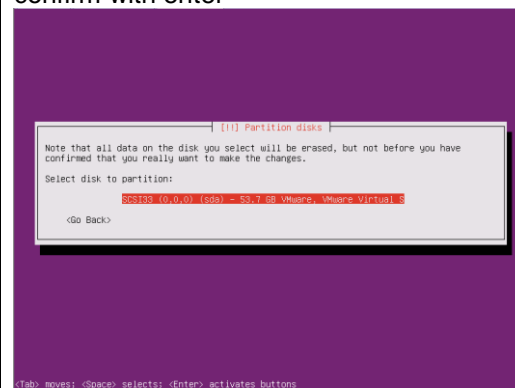 confirm with enter
[!!] Partition disks
Note that all data on the disk you select will be erased, but not before you have
confirmed that you really want to make the changes.
Select disk to partition:
SCSI33 (0,0,0) (sda) - 53.7 GB VMware, VMware Virtual S
<Go Back>
<Tab> moves; <Space> selects; <Enter> activates buttons